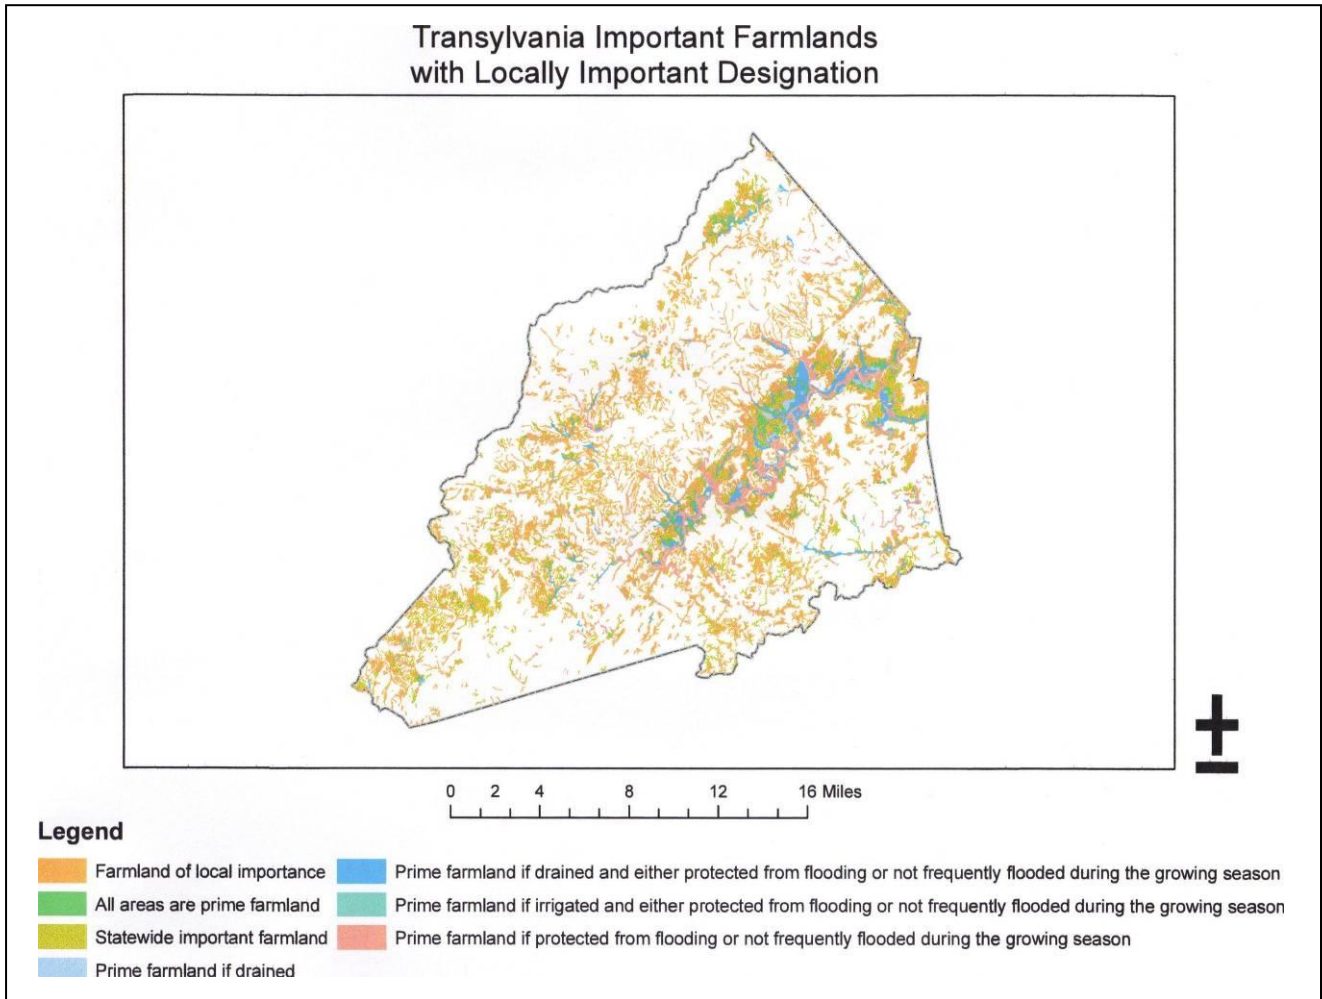 Transylvania Important Farmlands
with Locally Important Designation
0 2 4 8 12 16 Miles
Legend
Farmland of local importance
All areas are prime farmland
Statewide important farmland
Prime farmland if drained
Prime farmland if drained and either protected from flooding or not frequently flooded during the growing season
Prime farmland if irrigated and either protected from flooding or not frequently flooded during the growing season
Prime farmland if protected from flooding or not frequently flooded during the growing season